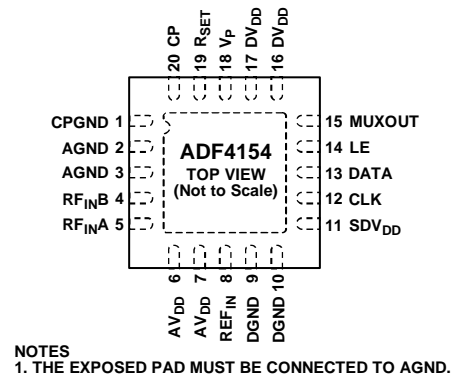 20 CP
19 RSET
18 VP
17 DVDD
16 DVDD
CPGND 1
AGND 2
AGND 3
RFINB 4
RFINA 5
ADF4154
TOP VIEW
(Not to Scale)
15 MUXOUT
14 LE
13 DATA
12 CLK
11 SDVDD
6 AVDD
7 AVDD
8 REFIN
9 DGND
10 DGND
NOTES
1. THE EXPOSED PAD MUST BE CONNECTED TO AGND.